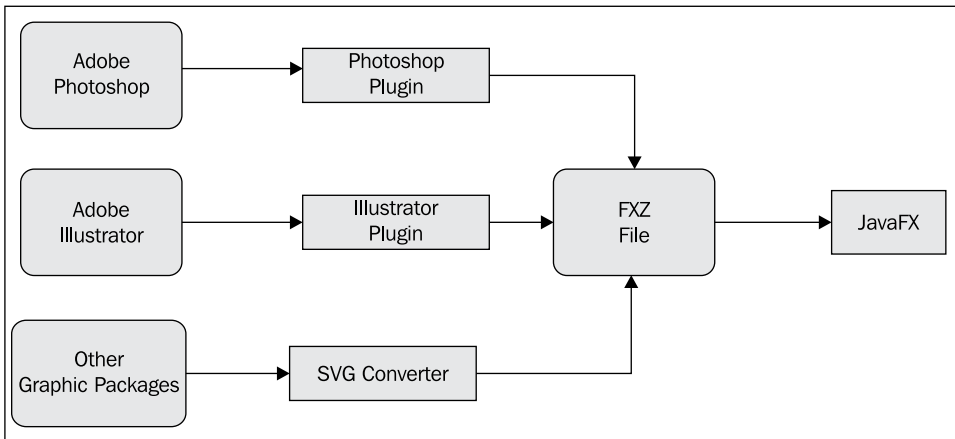 Adobe
Photoshop
Photoshop
Plugin
Adobe
Illustrator
Illustrator
Plugin
FXZ
File
JavaFX
Other
Graphic Packages
SVG Converter